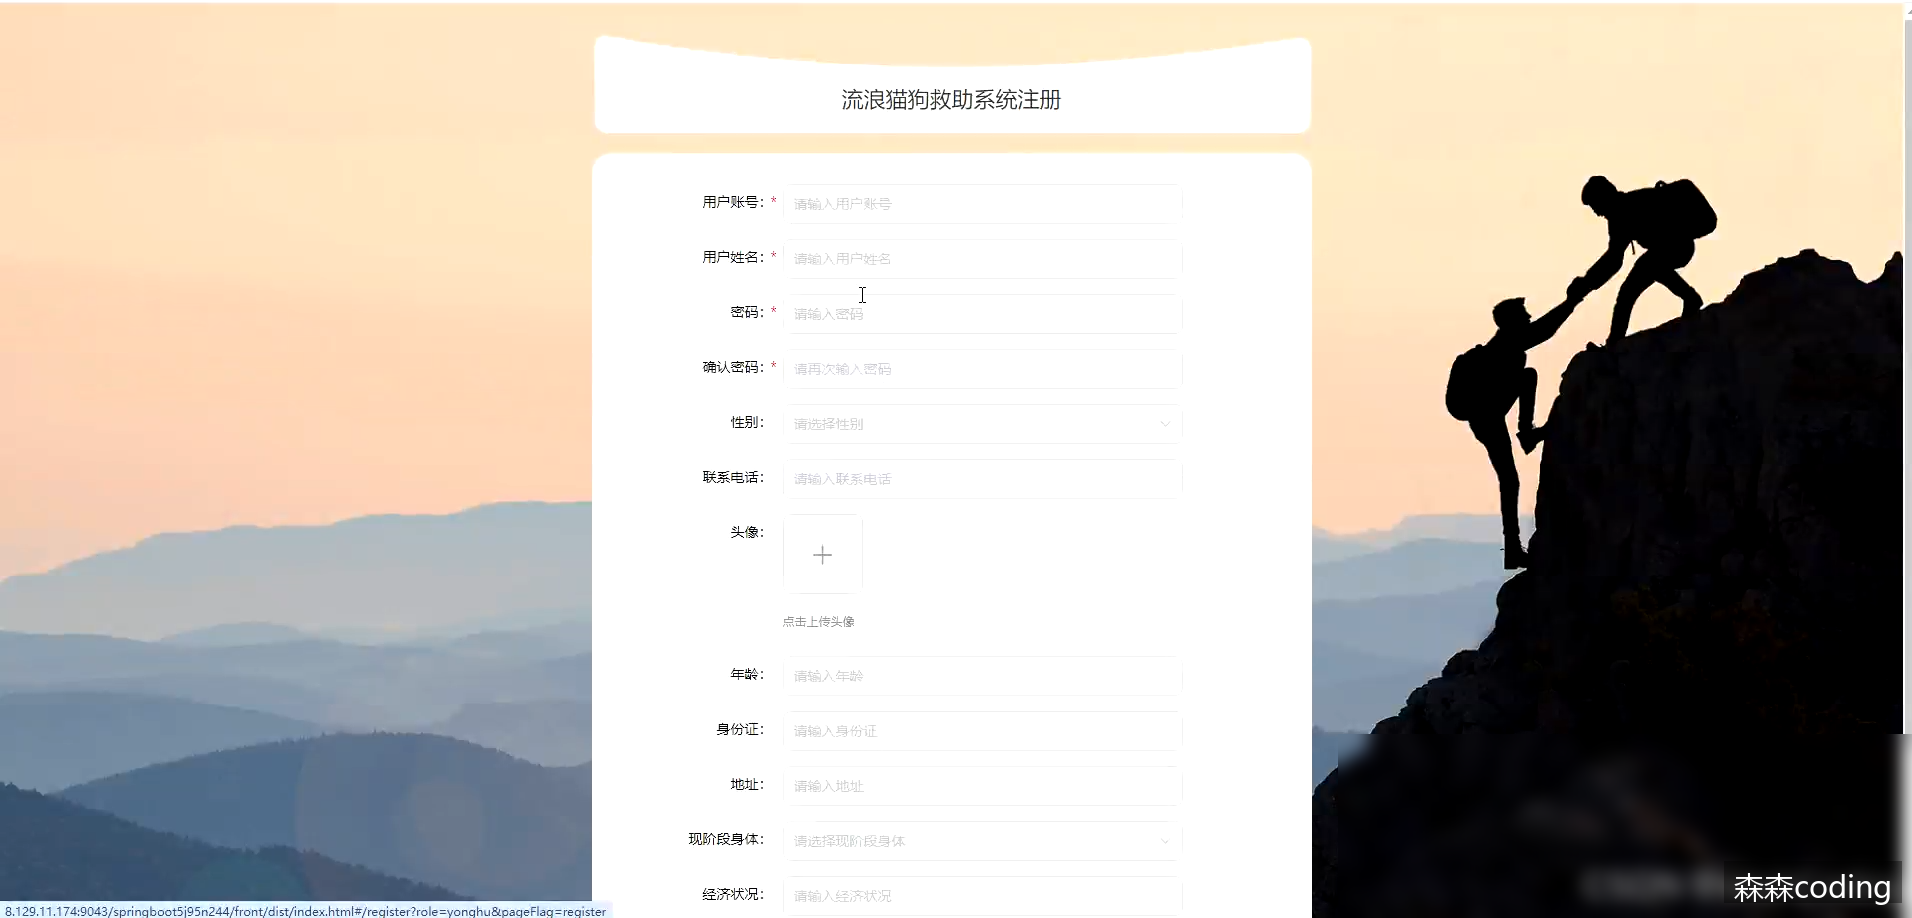 流浪猫狗救助系统注册
用户账号：* 请输入用户账号
用户姓名：* 请输入用户姓名
密码：* 请输入密码
确认密码：* 请再次输入密码
性别： 请选择性别
联系电话： 请输入联系电话
头像：
点击上传头像
年龄： 请输入年龄
身份证： 请输入身份证
地址： 请输入地址
现阶段身体： 请选择现阶段身体
经济状况： 请输入经济状况
森森coding
8.129.11.174:9043/springboot5j95n244/front/dist/index.html#/register?role=yonghu&pageFlag=register